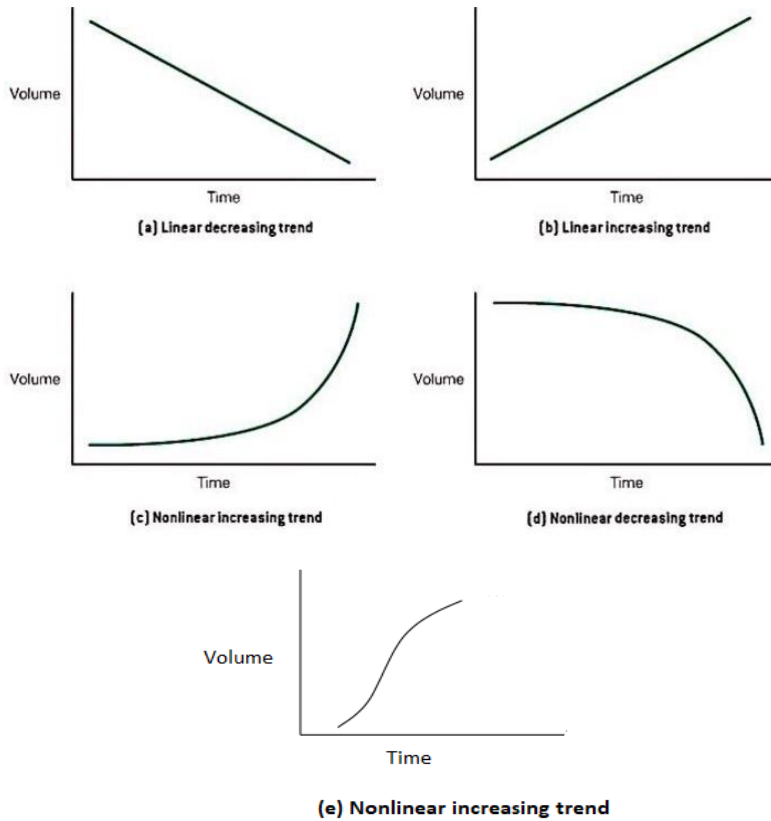 Volume
Time
(a) Linear decreasing trend
Volume
Time
(b) Linear increasing trend
Volume
Time
(c) Nonlinear increasing trend
Volume
Time
(d) Nonlinear decreasing trend
Volume
Time
(e) Nonlinear increasing trend